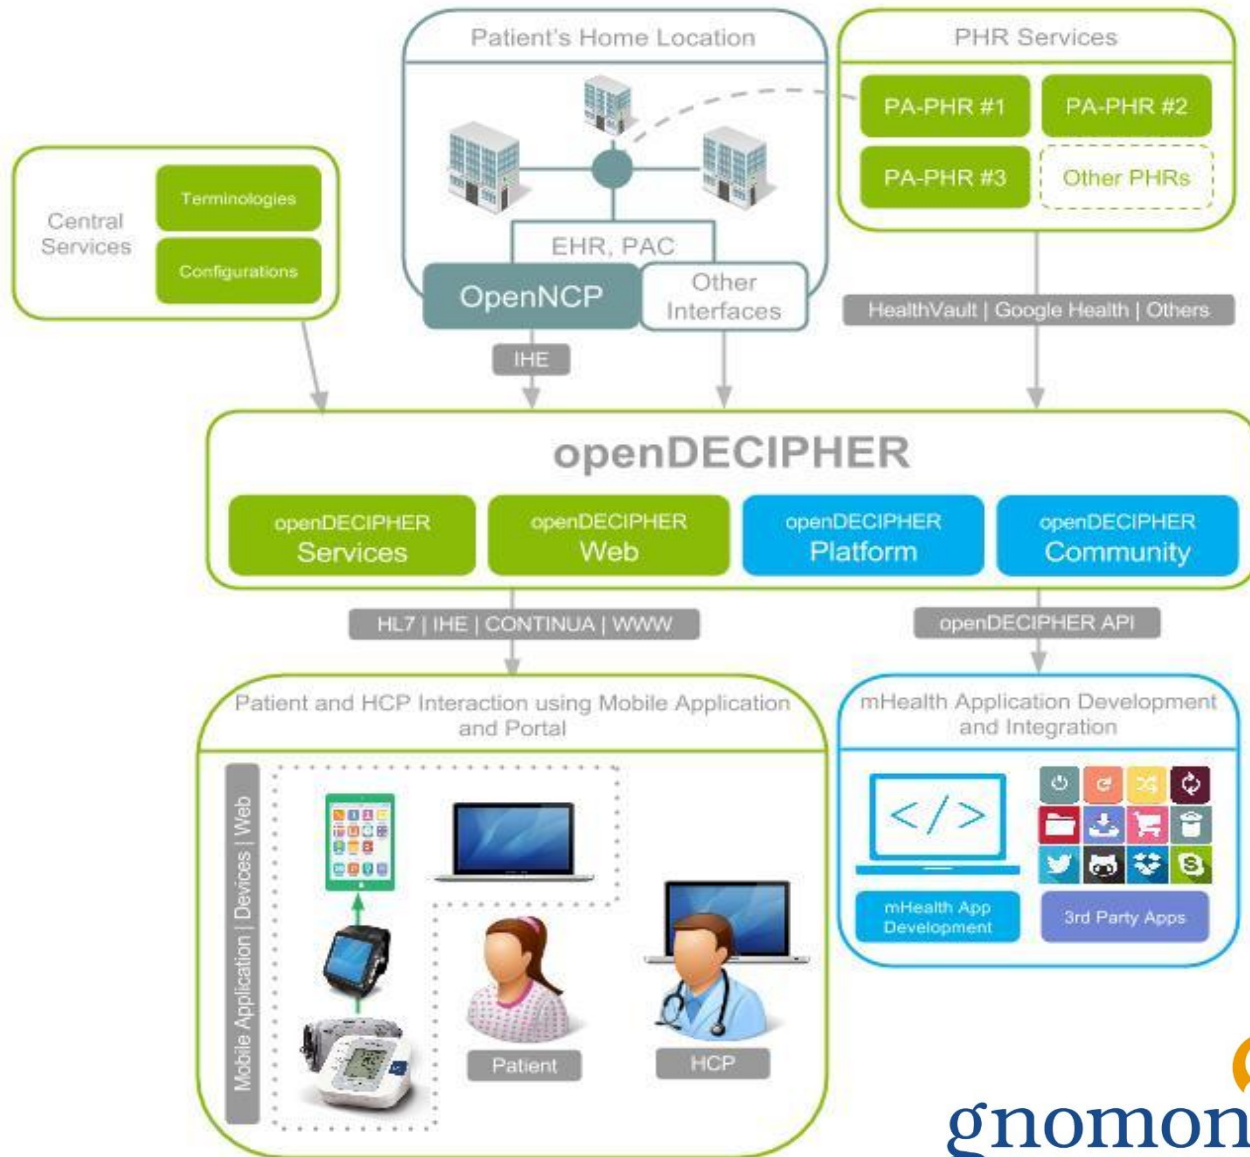 Patient's Home Location
PHR Services
PA-PHR #1
PA-PHR #2
PA-PHR #3
Other PHRs
Central
Services
Terminologies
Configurations
EHR, PAC
OpenNCP
Other
Interfaces
HealthVault | Google Health | Others
IHE
openDECIPHER
openDECIPHER
Services
openDECIPHER
Web
openDECIPHER
Platform
openDECIPHER
Community
HL7 | IHE | CONTINUA | WWW
openDECIPHER API
Patient and HCP Interaction using Mobile Application
and Portal
Mobile Application | Devices | Web
Patient
HCP
mHealth Application Development
and Integration
</>
mHealth App
Development
3rd Party Apps
gnomon